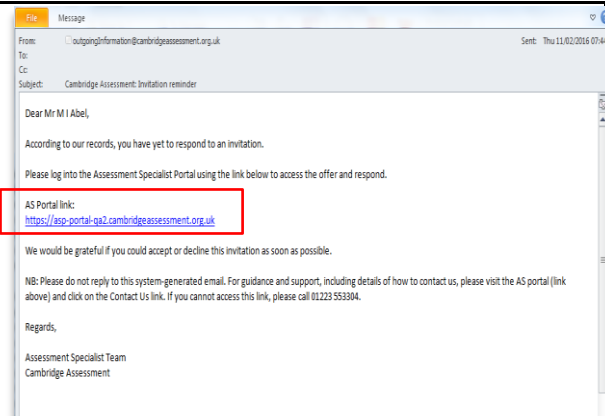 File Message
From: outgoingInformation@cambridgeassessment.org.uk Sent: Thu 11/02/2016 07:44
To:
Cc:
Subject: Cambridge Assessment: Invitation reminder
Dear Mr M I Abel,
According to our records, you have yet to respond to an invitation.
Please log into the Assessment Specialist Portal using the link below to access the offer and respond.
AS Portal link:
https://asp-portal-qa2.cambridgeassessment.org.uk
We would be grateful if you could accept or decline this invitation as soon as possible.
NB: Please do not reply to this system-generated email. For guidance and support, including details of how to contact us, please visit the AS portal (link
above) and click on the Contact Us link. If you cannot access this link, please call 01223 553304.
Regards,
Assessment Specialist Team
Cambridge Assessment